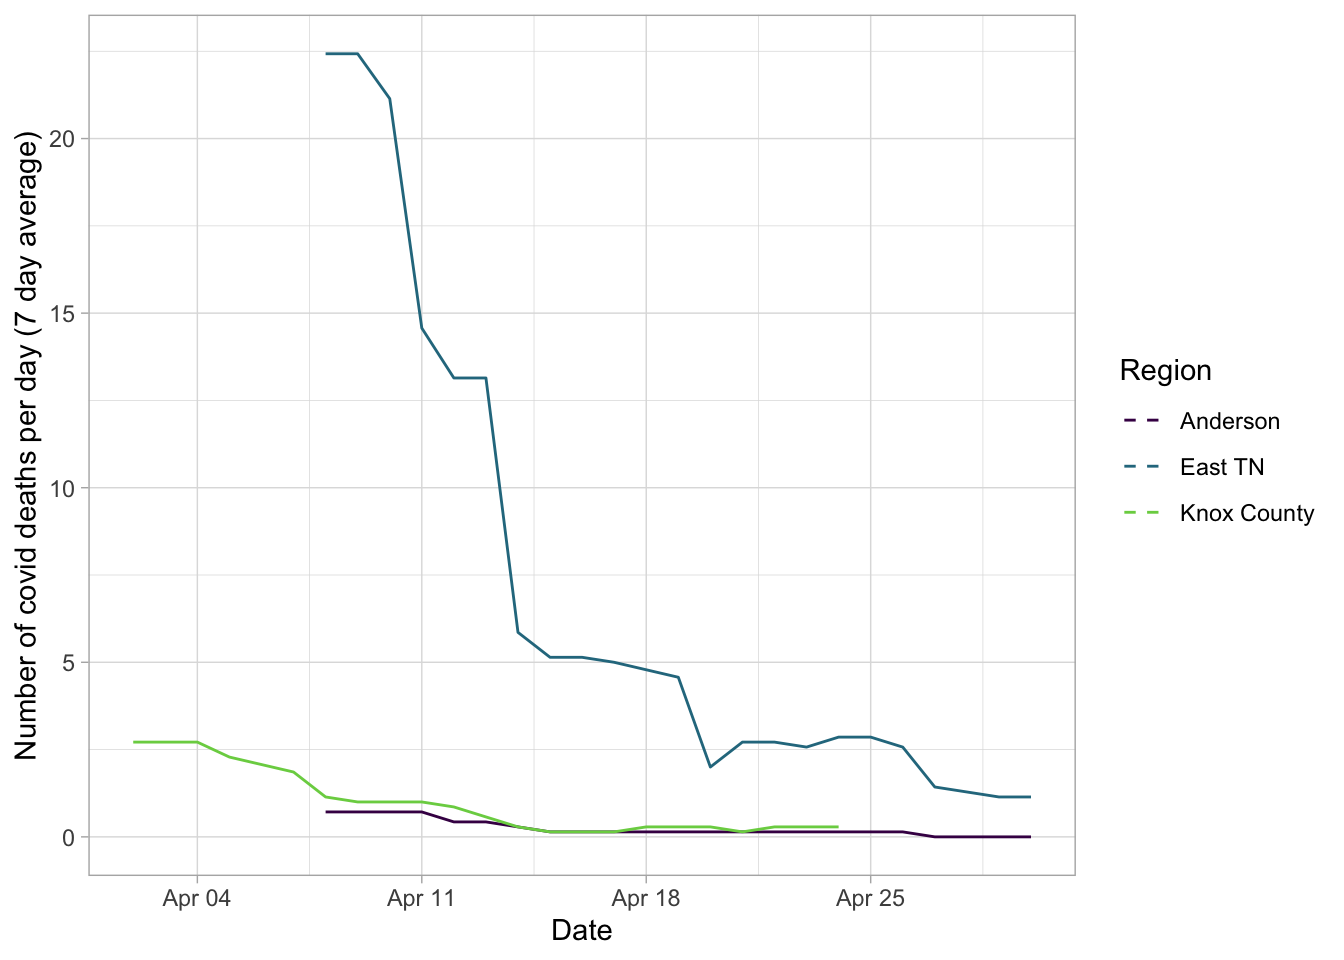 Number of covid deaths per day (7 day average)
20
15
10
5
0
Apr 04
Apr 11
Apr 18
Apr 25
Date
Region
Anderson
East TN
Knox County